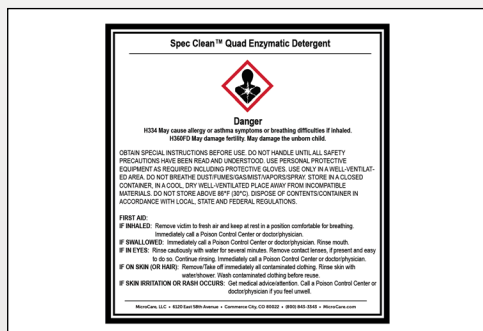 Spec Clean™ Quad Enzymatic Detergent
Danger
H334 May cause allergy or asthma symptoms or breathing difficulties if inhaled.
H360FD May damage fertility. May damage the unborn child.
OBTAIN SPECIAL INSTRUCTIONS BEFORE USE. DO NOT HANDLE UNTIL ALL SAFETY
PRECAUTIONS HAVE BEEN READ AND UNDERSTOOD. USE PERSONAL PROTECTIVE
EQUIPMENT AS REQUIRED INCLUDING PROTECTIVE GLOVES. USE ONLY IN A WELL-VENTILAT-
ED AREA. DO NOT BREATHE DUST/FUMES/GAS/MIST/VAPORS/SPRAY. STORE IN A CLOSED
CONTAINER, IN A COOL, DRY WELL-VENTILATED PLACE AWAY FROM INCOMPATIBLE
MATERIALS. DO NOT STORE ABOVE 86°F (30°C). DISPOSE OF CONTENTS/CONTAINER IN
ACCORDANCE WITH LOCAL, STATE AND FEDERAL REGULATIONS.
FIRST AID:
IF INHALED: Remove victim to fresh air and keep at rest in a position comfortable for breathing.
Immediately call a Poison Control Center or doctor/physician.
IF SWALLOWED: Immediately call a Poison Control Center or doctor/physician. Rinse mouth.
IF IN EYES: Rinse cautiously with water for several minutes. Remove contact lenses, if present and easy
to do so. Continue rinsing. Immediately call a Poison Control Center or doctor/physician.
IF ON SKIN (OR HAIR): Remove/Take off immediately all contaminated clothing. Rinse skin with
water/shower. Wash contaminated clothing before reuse.
IF SKIN IRRITATION OR RASH OCCURS: Get medical advice/attention. Call a Poison Control Center or
doctor/physician if you feel unwell.
MicroCare, LLC • 6120 East 58th Avenue • Commerce City, CO 80022 • (800) 845-3548 • MicroCare.com